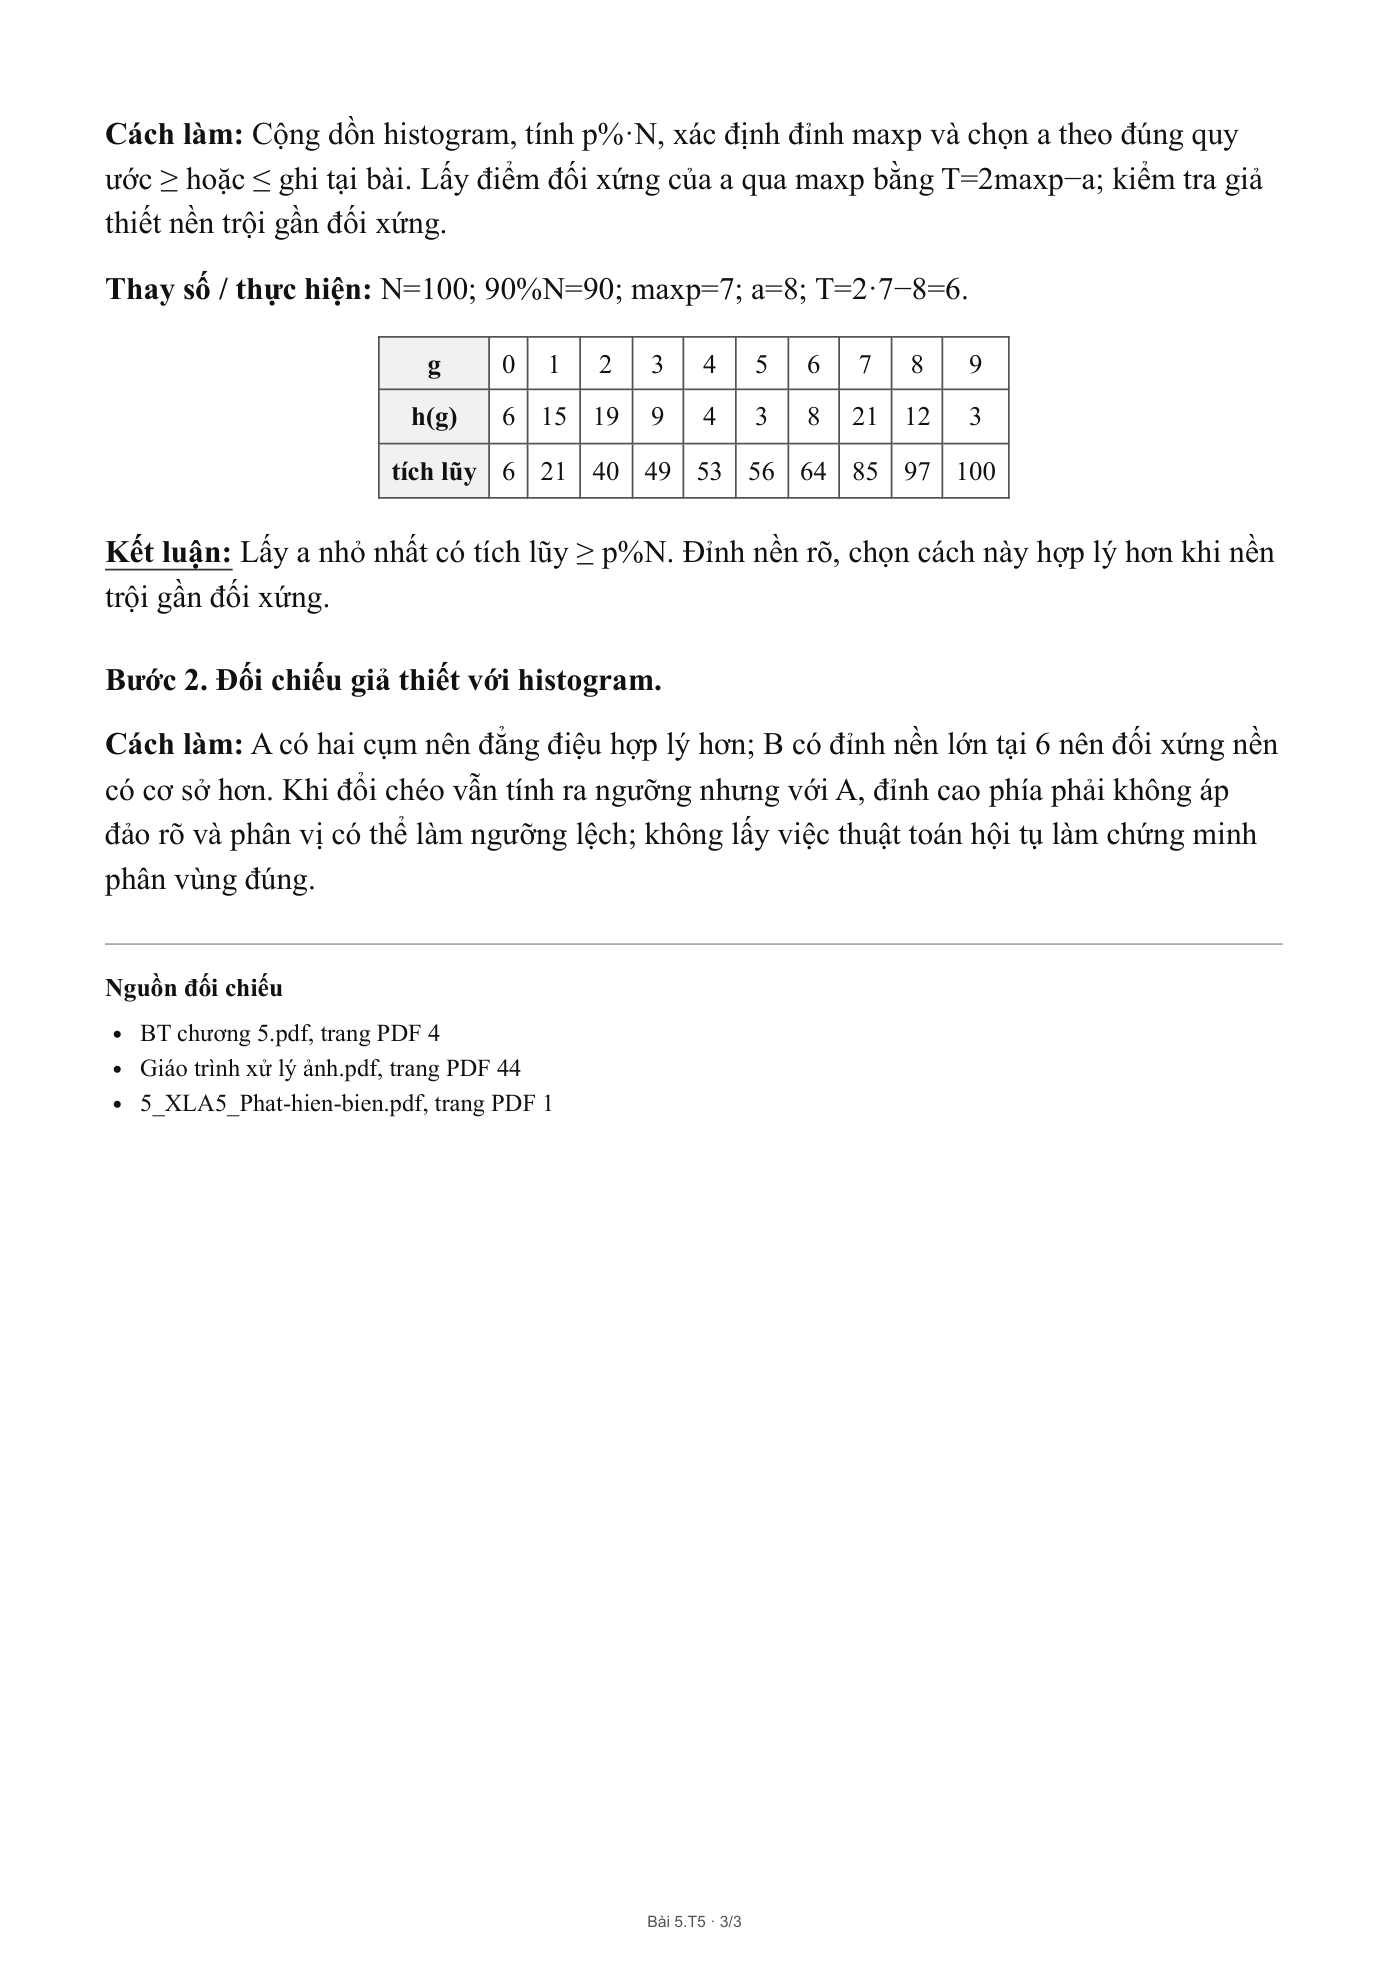 Cách làm: Cộng dồn histogram, tính p%·N, xác định đỉnh maxp và chọn a theo đúng quy
ước ≥ hoặc ≤ ghi tại bài. Lấy điểm đối xứng của a qua maxp bằng T=2maxp−a; kiểm tra giả
thiết nền trội gần đối xứng.
Thay số / thực hiện: N=100; 90%N=90; maxp=7; a=8; T=2·7−8=6.
g 0 1 2 3 4 5 6 7 8 9
h(g) 6 15 19 9 4 3 8 21 12 3
tích lũy 6 21 40 49 53 56 64 85 97 100
Kết luận: Lấy a nhỏ nhất có tích lũy ≥ p%N. Đỉnh nền rõ, chọn cách này hợp lý hơn khi nền
trội gần đối xứng.
Bước 2. Đối chiếu giả thiết với histogram.
Cách làm: A có hai cụm nên đẳng điệu hợp lý hơn; B có đỉnh nền lớn tại 6 nên đối xứng nền
có cơ sở hơn. Khi đổi chéo vẫn tính ra ngưỡng nhưng với A, đỉnh cao phía phải không áp
đảo rõ và phân vị có thể làm ngưỡng lệch; không lấy việc thuật toán hội tụ làm chứng minh
phân vùng đúng.
Nguồn đối chiếu
• BT chương 5.pdf, trang PDF 4
• Giáo trình xử lý ảnh.pdf, trang PDF 44
• 5_XLA5_Phat-hien-bien.pdf, trang PDF 1
Bài 5.T5 · 3/3